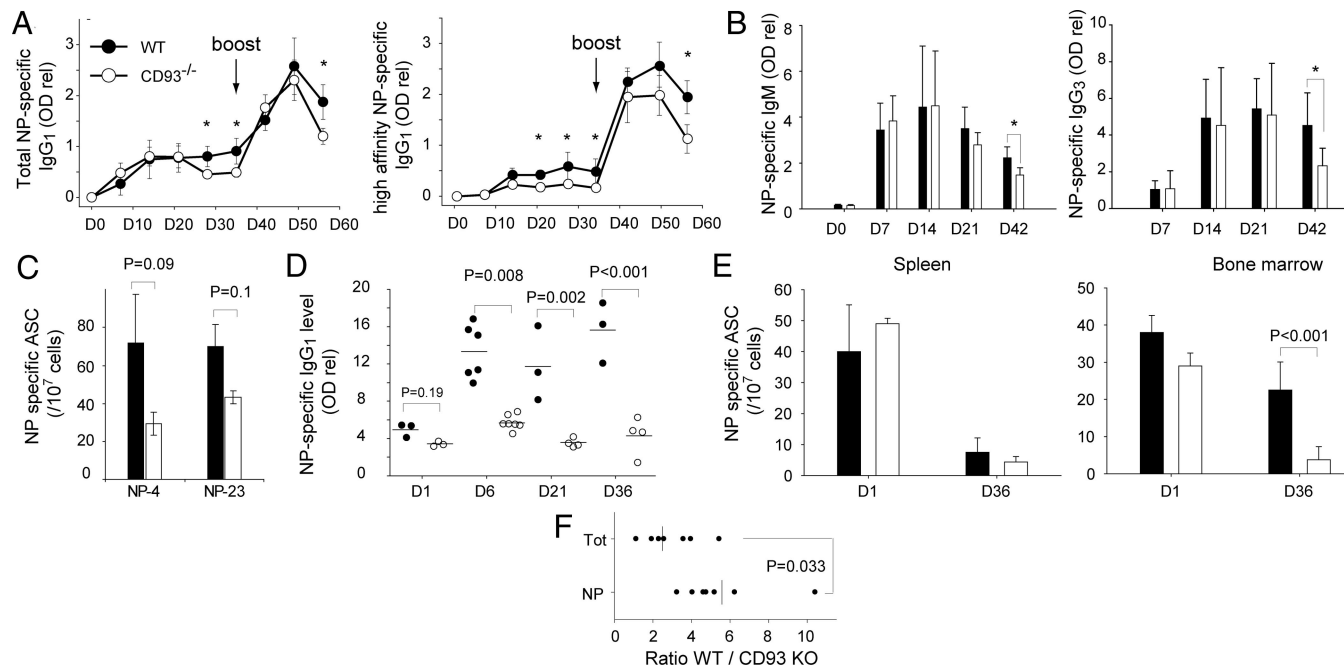 A
Total NP-specific
IgG1 (OD rel)
3
2
1
0
WT
CD93-/-
boost
*
* *
D0 D10 D20 D30 D40 D50 D60
high affinity NP-specific
IgG1 (OD rel)
3
2
1
0
boost
*
* * *
D0 D10 D20 D30 D40 D50 D60
B
NP-specific IgM (OD rel)
8
6
4
2
0
*
D0 D7 D14 D21 D42
NP-specific IgG3 (OD rel)
10
8
6
4
2
0
*
D7 D14 D21 D42
C
NP specific ASC
(/10^7 cells)
80
60
40
20
0
P=0.09
P=0.1
NP-4 NP-23
D
NP-specific IgG1 level
(OD rel)
20
16
12
8
4
0
P=0.19
P=0.008
P=0.002
P<0.001
D1 D6 D21 D36
E
Spleen
NP specific ASC
(/10^7 cells)
60
50
40
30
20
10
0
D1 D36
Bone marrow
50
40
30
20
10
0
P<0.001
D1 D36
F
Tot
NP
P=0.033
0 2 4 6 8 10
Ratio WT / CD93 KO